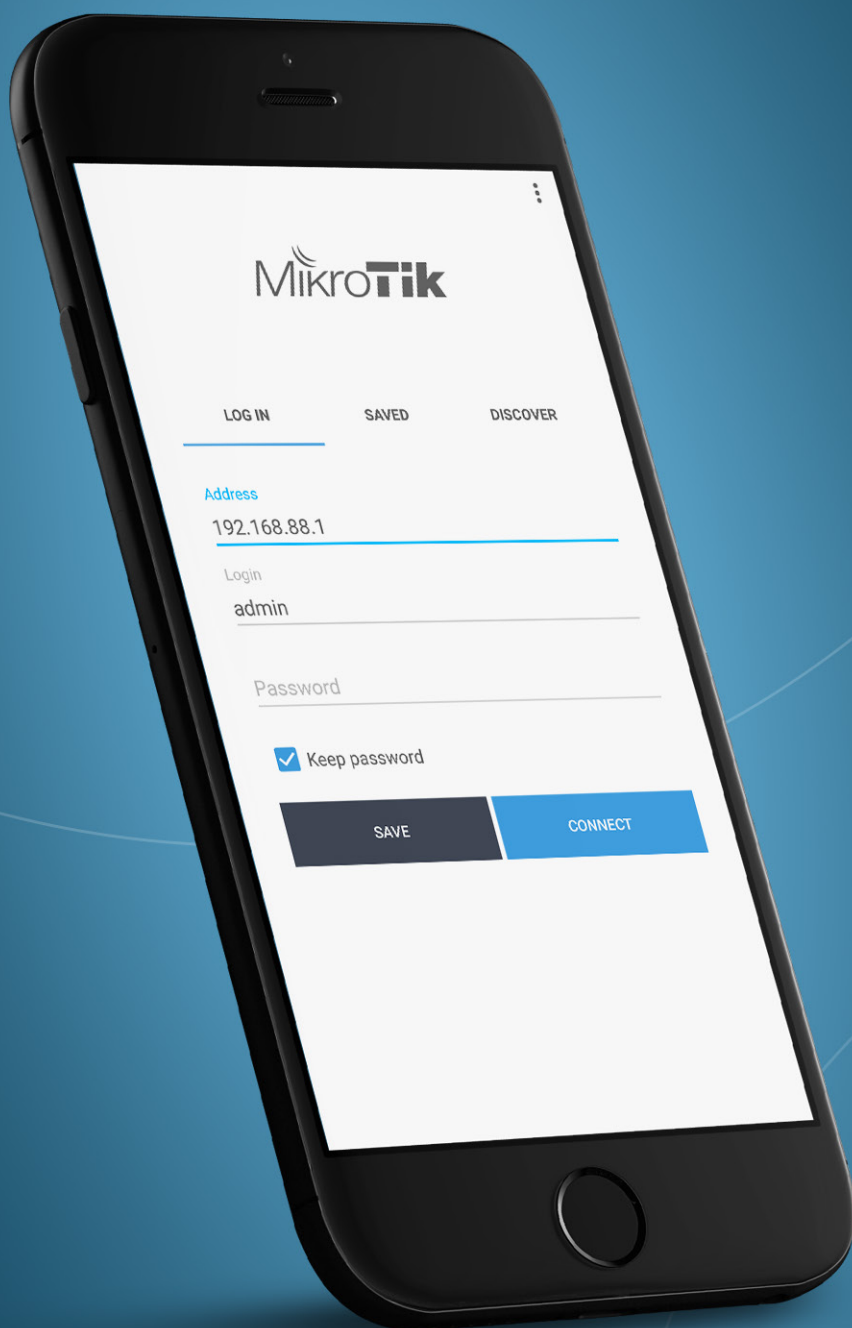 MikroTik
LOG IN SAVED DISCOVER
Address
192.168.88.1
Login
admin
Password
Keep password
SAVE CONNECT